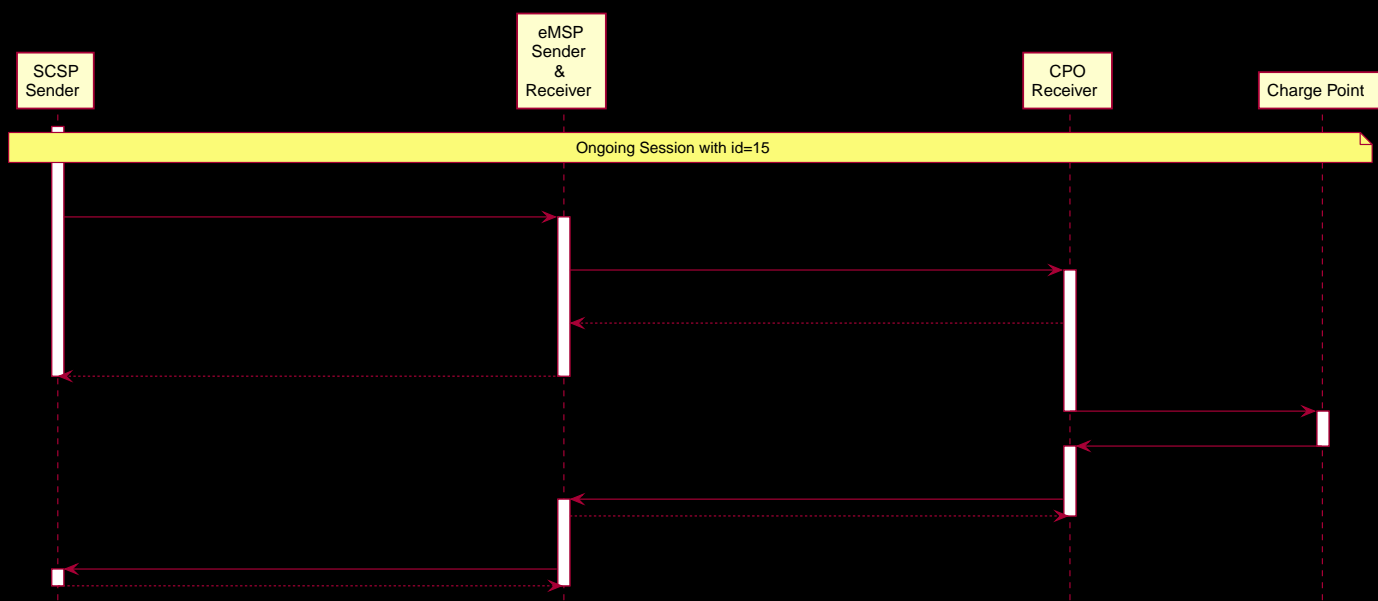 SCSP
Sender
eMSP
Sender
&
Receiver
CPO
Receiver
Charge Point
Ongoing Session with id=15